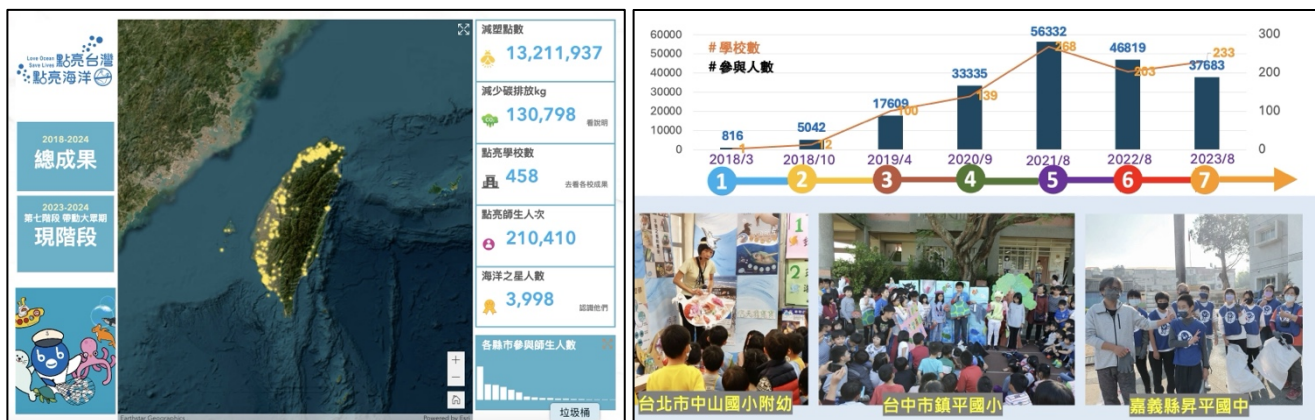 Love Ocean
Save Lives
點亮台灣
點亮海洋
2018-2024
總成果
2023-2024
第七階段 帶動大眾期
現階段
Earthstar Geographics
Powered by Esri
減塑點數
13,211,937
減少碳排放kg
130,798
看說明
點亮學校數
458
去看各校成果
點亮師生人次
210,410
海洋之星人數
3,998
認識他們
各縣市參與師生人數
垃圾桶
# 學校數
# 參與人數
60000
50000
40000
30000
20000
10000
0
816
5042
17609
33335
56332
46819
37683
1
12
100
139
268
203
233
300
200
100
0
2018/3
2018/10
2019/4
2020/9
2021/8
2022/8
2023/8
1
2
3
4
5
6
7
台北市中山國小附幼
台中市鎮平國小
嘉義縣昇平國中